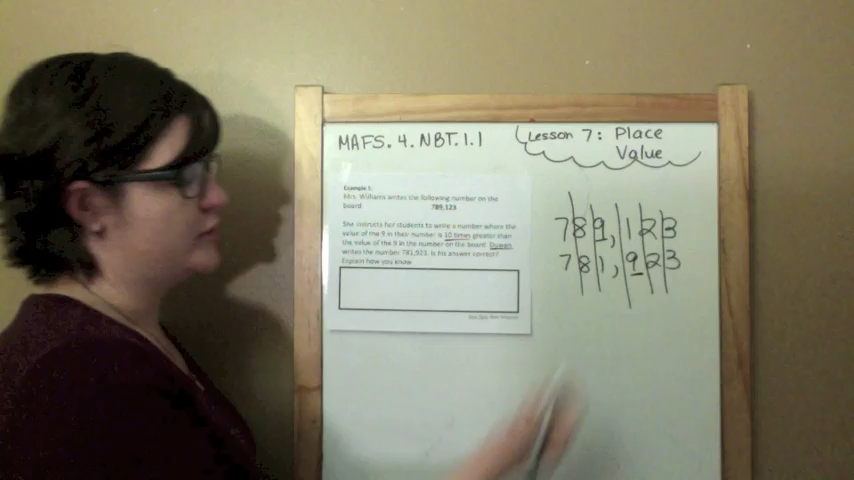 MAFS. 4. NBT. 1.1
Lesson 7: Place
Value
Example 1:
Mrs. Williams writes the following number on the
board
789,123
She instructs her students to write a number where the
value of the 9 in their number is 10 times greater than
the value of the 9 in the number on the board. Duwan
writes the number 781,923. Is his answer correct?
Explain how you know.
789,123
781,923